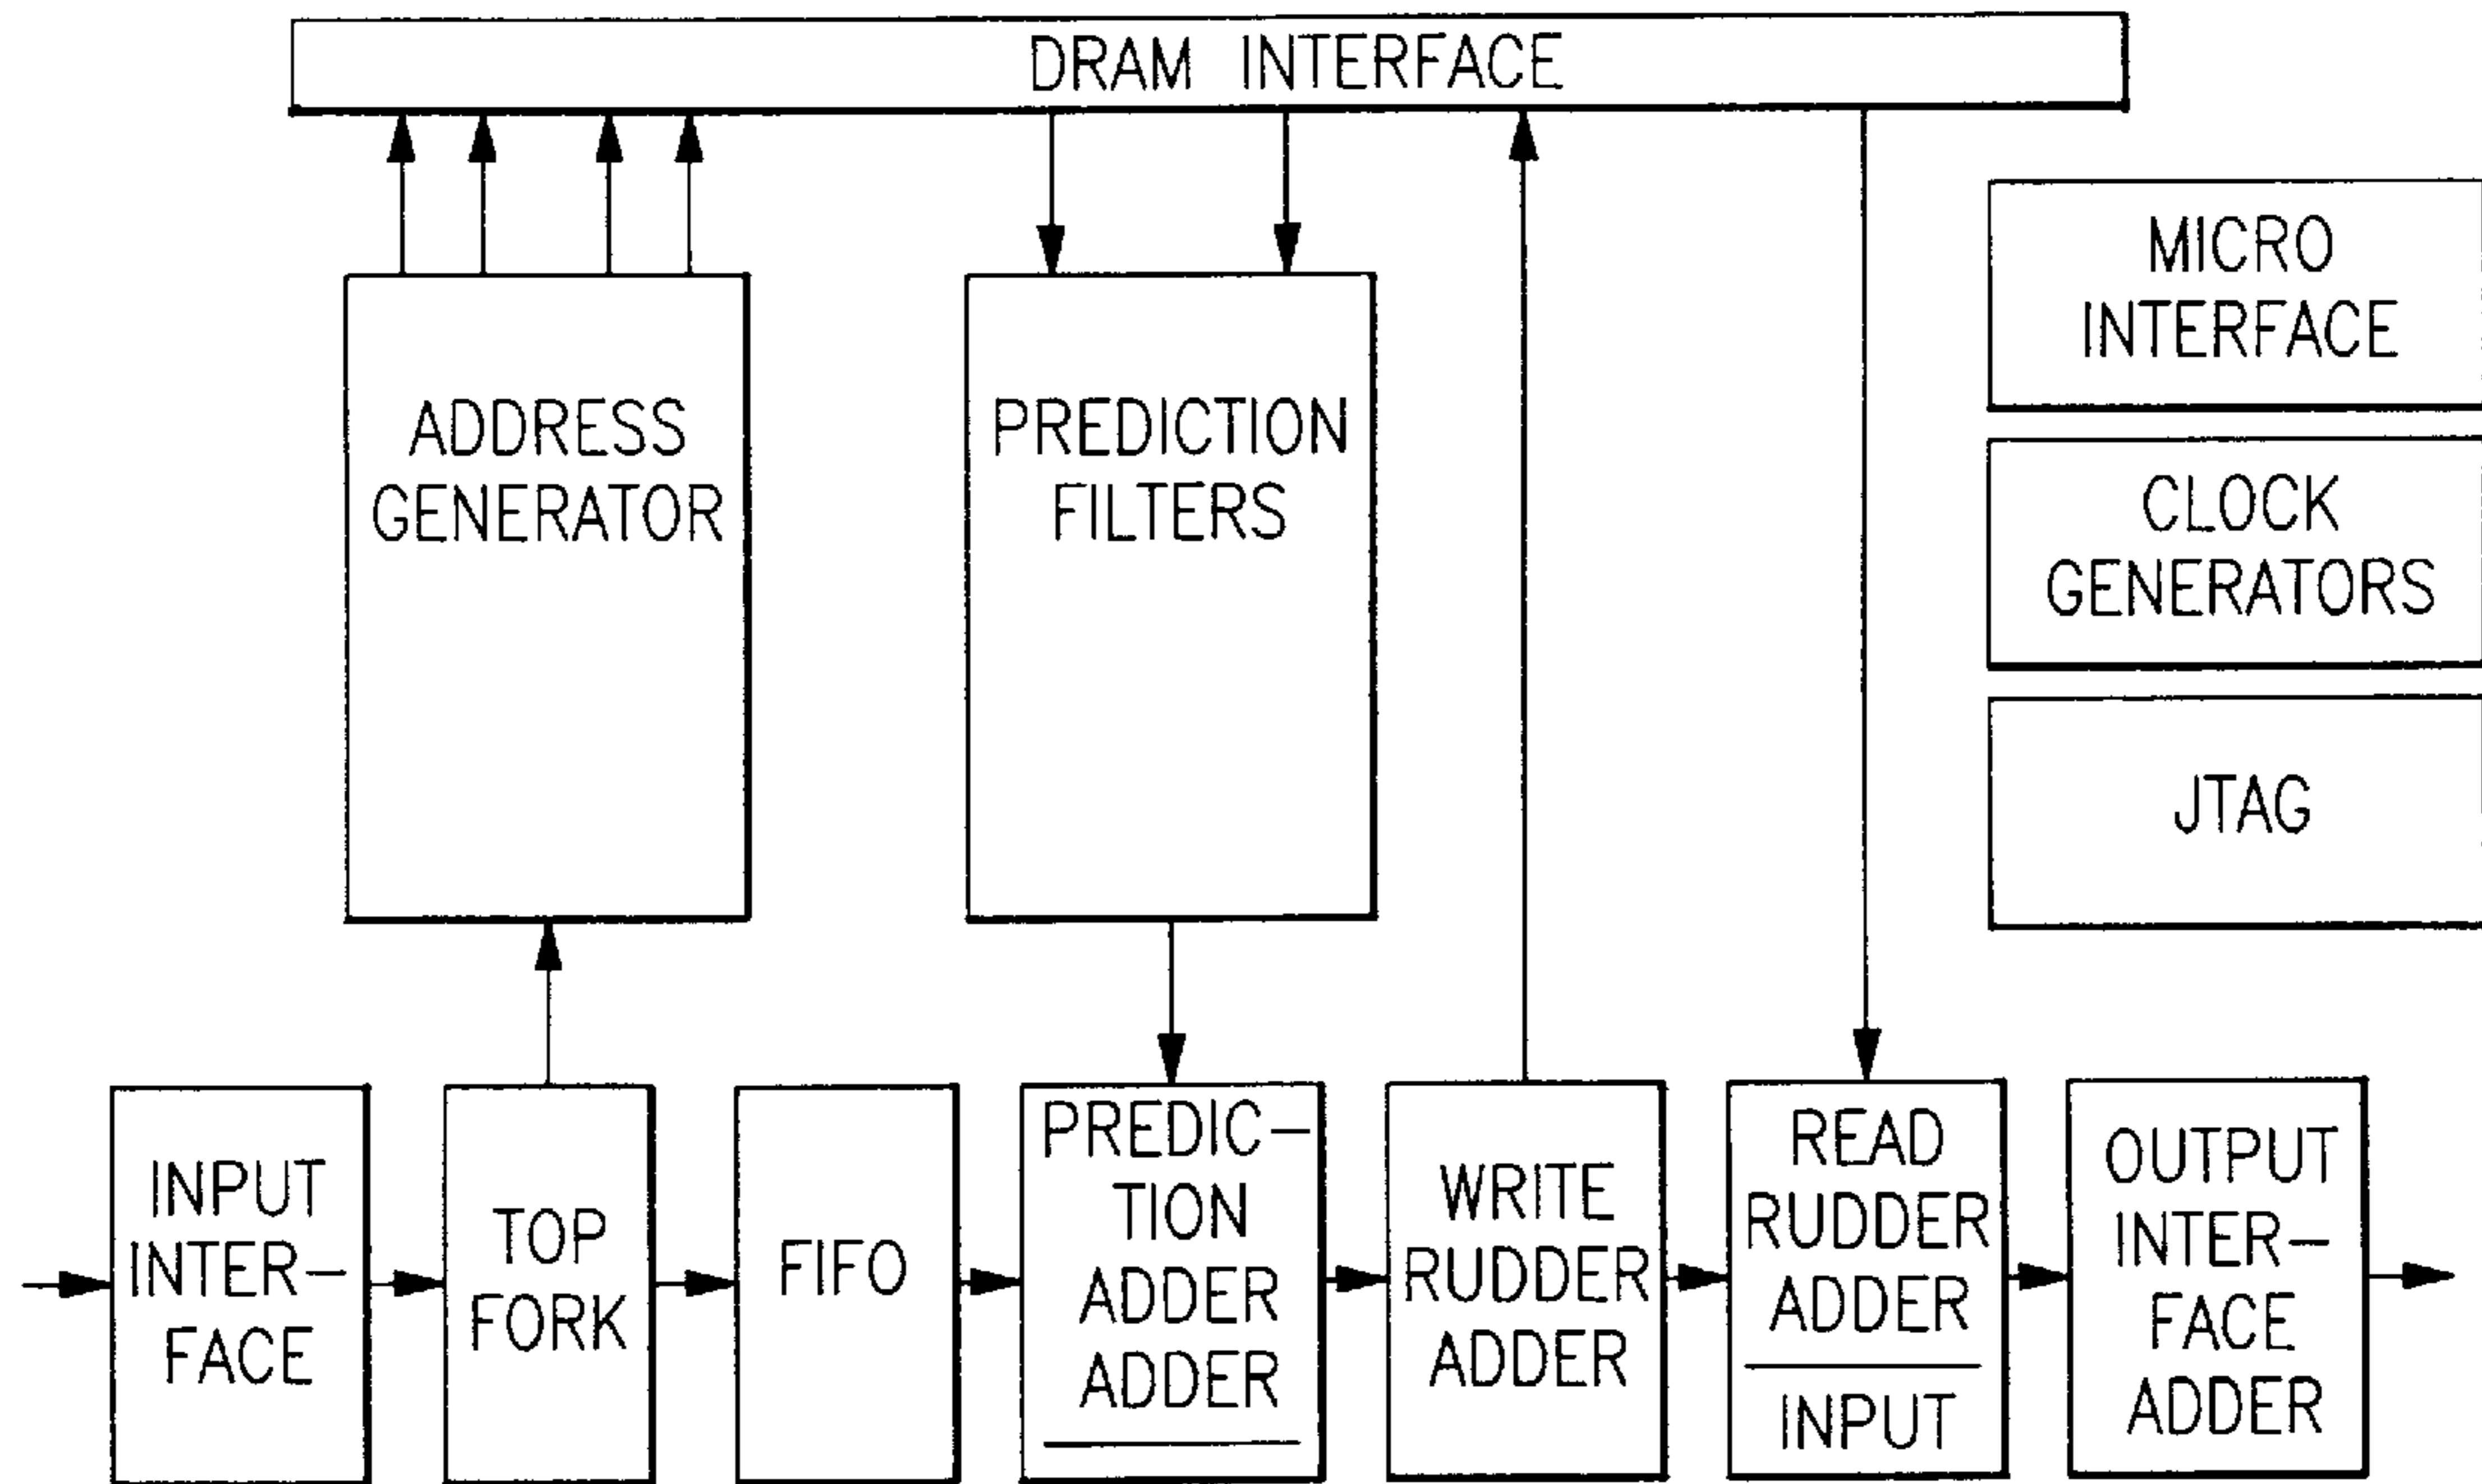 DRAM INTERFACE
MICRO
INTERFACE
ADDRESS
GENERATOR
PREDICTION
FILTERS
CLOCK
GENERATORS
JTAG
INPUT
INTER-
FACE
TOP
FORK
FIFO
PREDIC-
TION
ADDER
ADDER
WRITE
RUDDER
ADDER
READ
RUDDER
ADDER
INPUT
OUTPUT
INTER-
FACE
ADDER